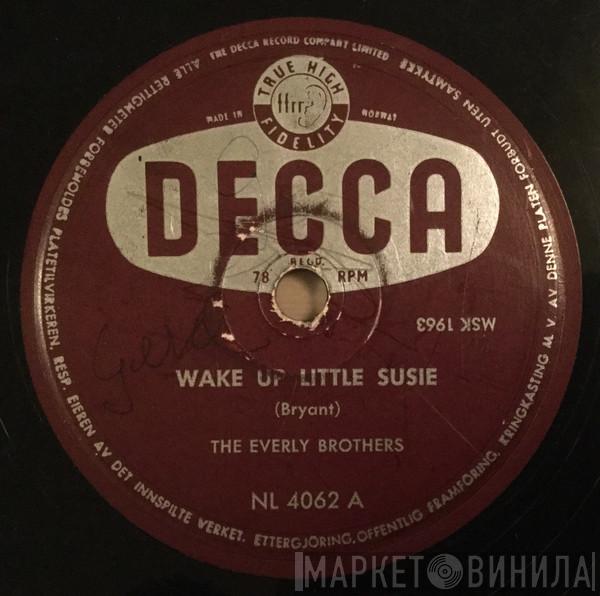 THE DECCA RECORD COMPANY LIMITED
ALLE RETTIGHETER FORBEHOLDES PLATETILVIRKEREN. RESP. EIEREN AV DET INNSPILTE VERKET. ETTERGJÖRING, OFFENTLIG FRAMFÖRING, KRINGKASTING M. V. AV DENNE PLATEN FORBUDT UTEN SAMTYKKE
TRUE HIGH
ffrr
FIDELITY
MADE IN NORWAY
DECCA
REGD.
78 RPM
MSK 1963
WAKE UP LITTLE SUSIE
(Bryant)
THE EVERLY BROTHERS
NL 4062 A
МАРКЕТ ВИНИЛА